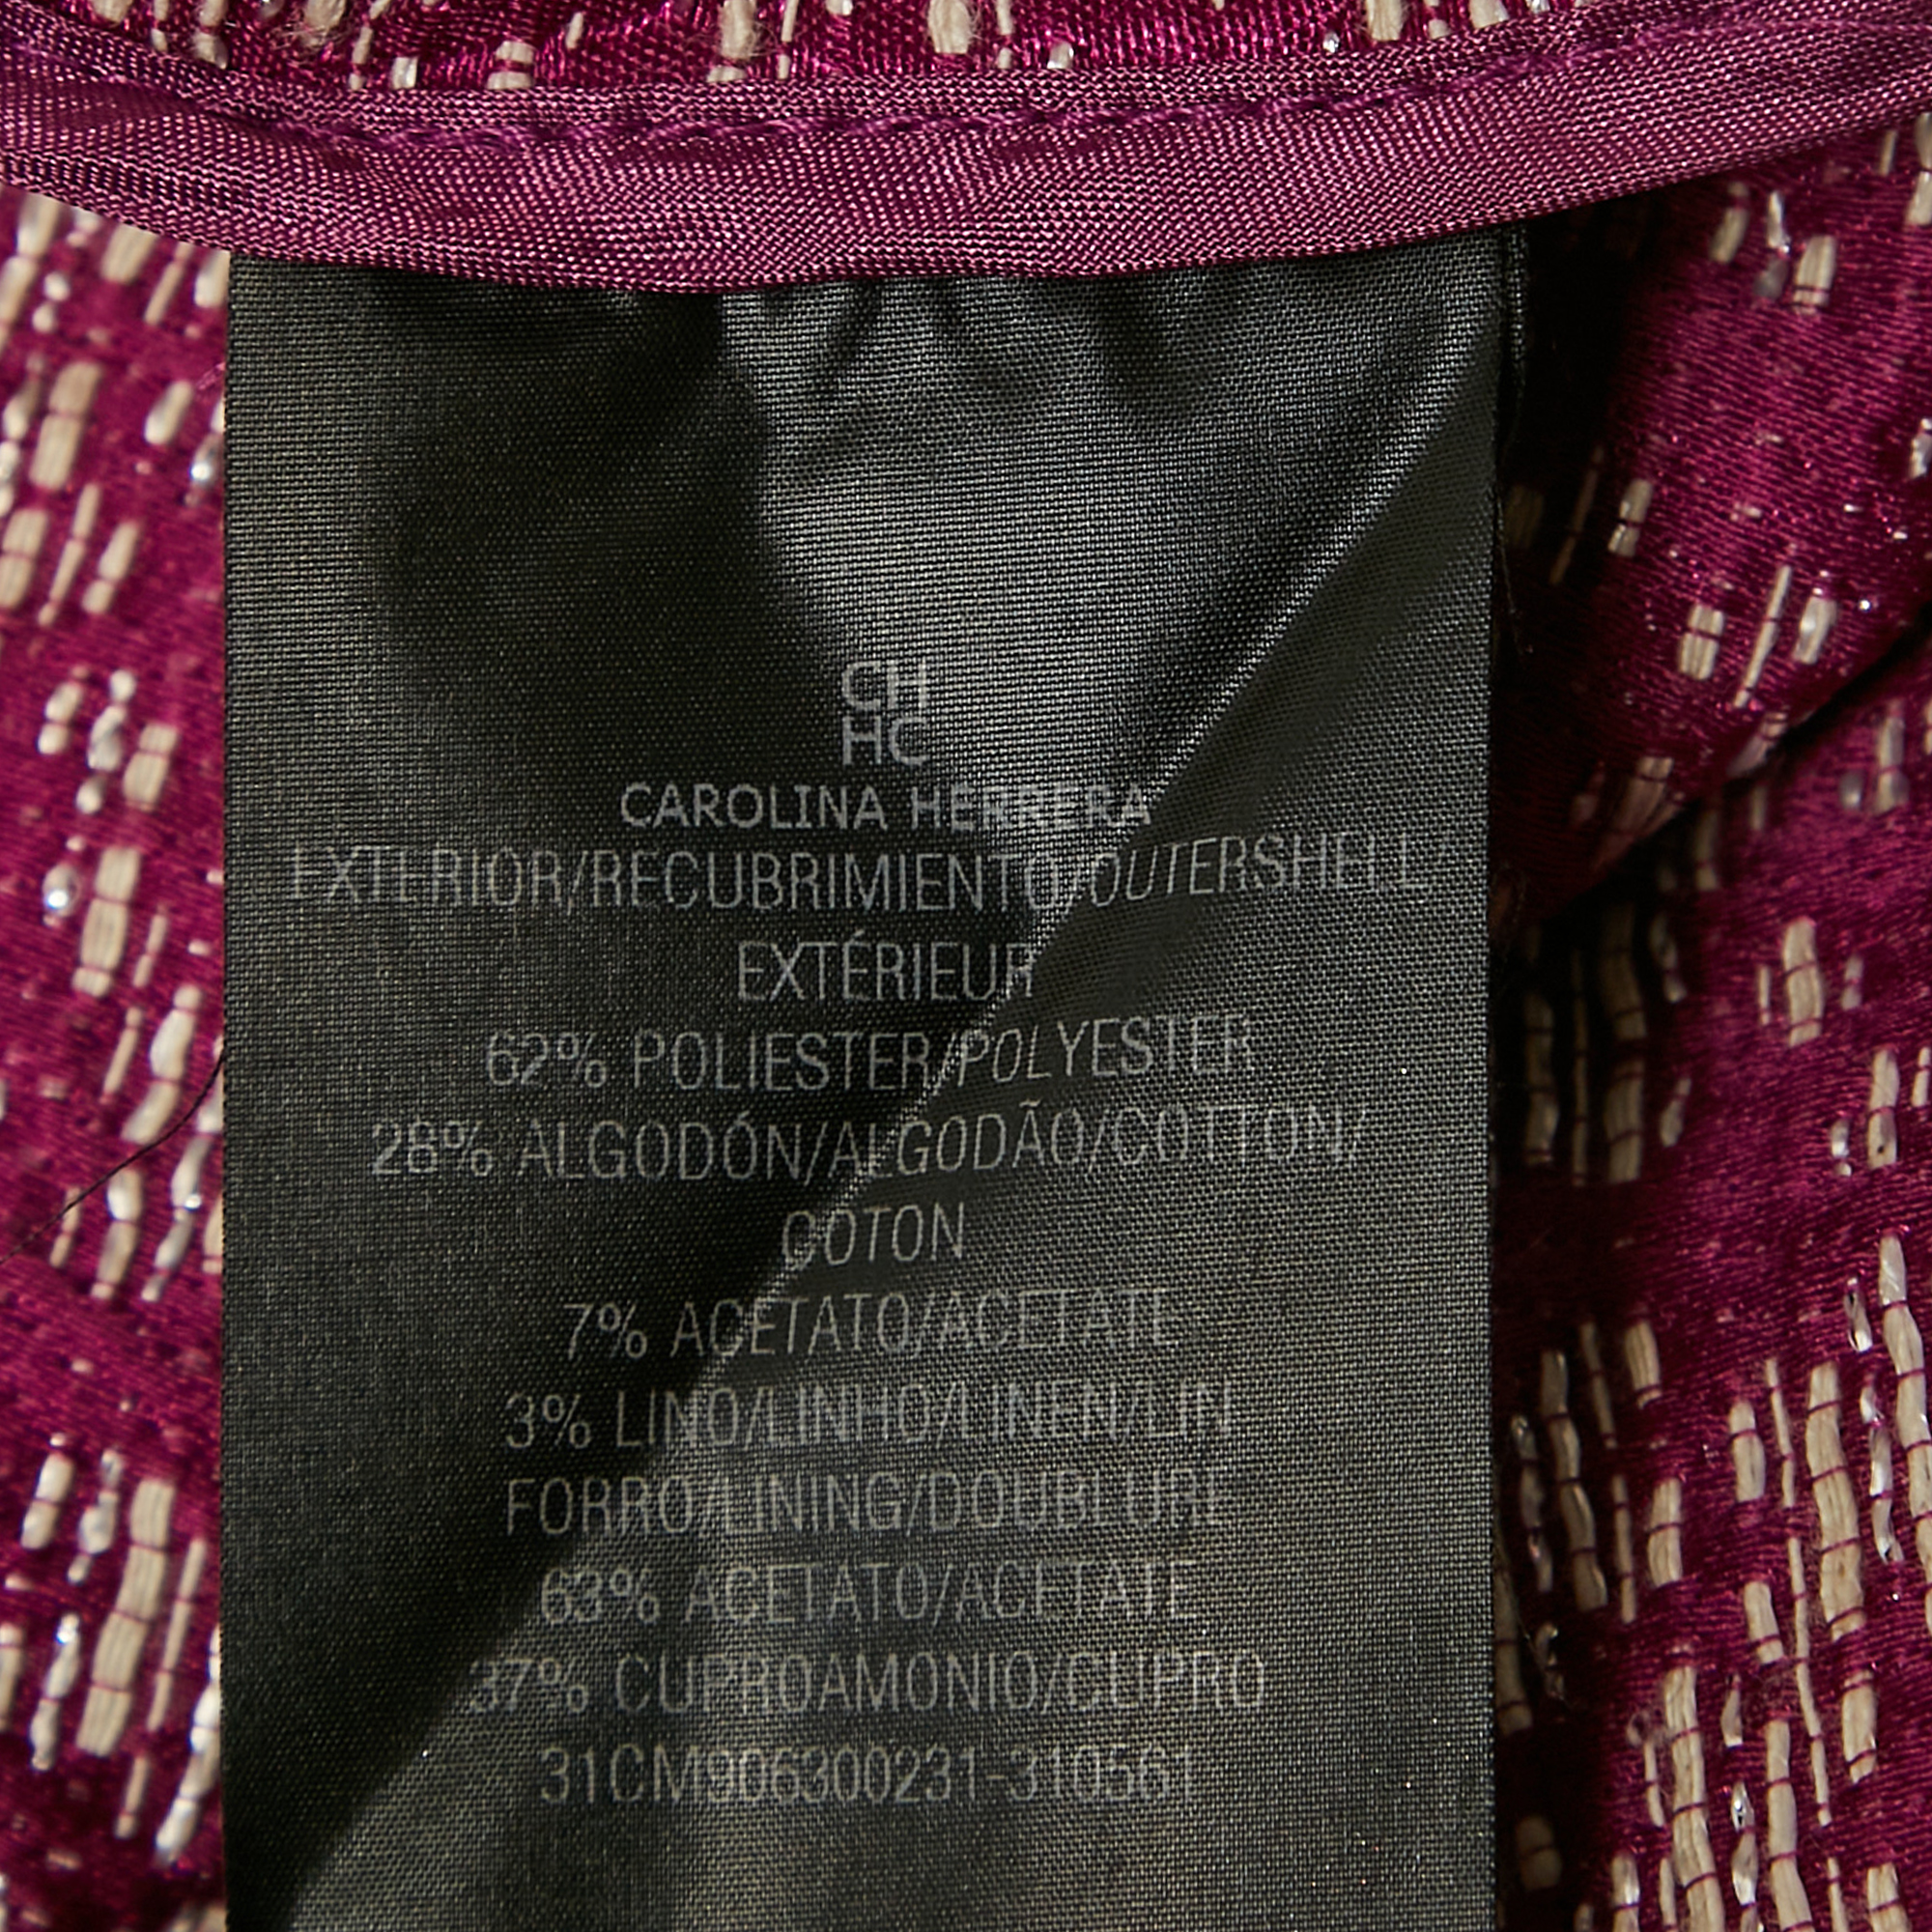 CH
HC
CAROLINA HERRERA
EXTERIOR/RECUBRIMIENTO/OUTERSHELL
EXTÉRIEUR
62% POLIESTER/POLYESTER
28% ALGODÓN/ALGODÃO/COTTON/
COTON
7% ACETATO/ACETATE
3% LINO/LINHO/LINEN/LIN
FORRO/LINING/DOUBLURE
63% ACETATO/ACETATE
37% CUPROAMONIO/CUPRO
31CM906300231-310561